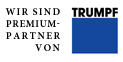 WIR SIND
PREMIUM-
PARTNER
VON
TRUMPF